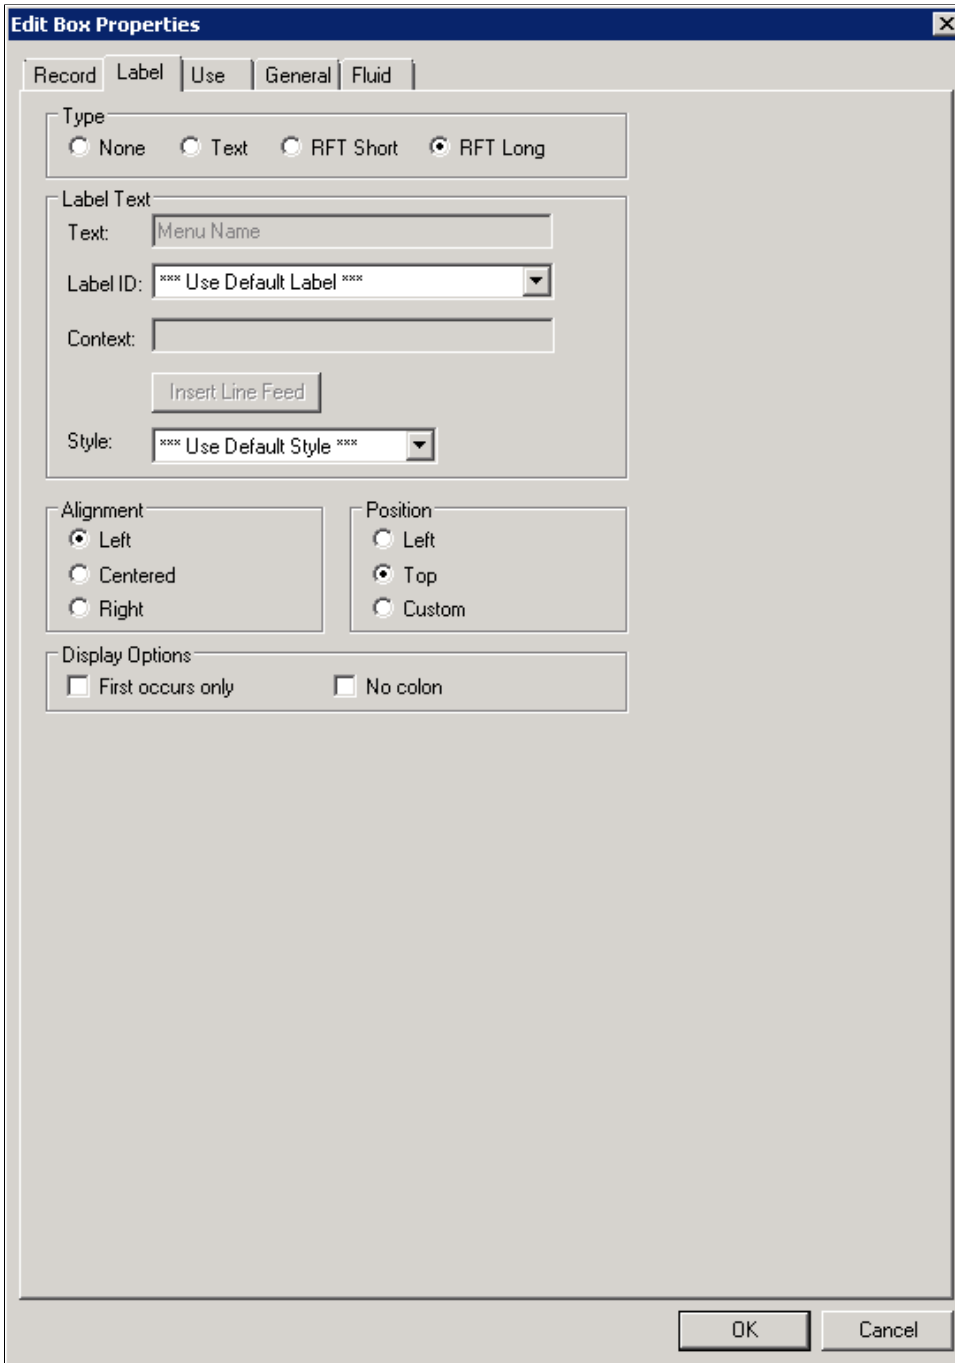 Edit Box Properties
Record Label Use General Fluid
Type
None Text RFT Short RFT Long
Label Text
Text: Menu Name
Label ID: *** Use Default Label ***
Context:
Insert Line Feed
Style: *** Use Default Style ***
Alignment Position
Left Left
Centered Top
Right Custom
Display Options
First occurs only No colon
OK Cancel